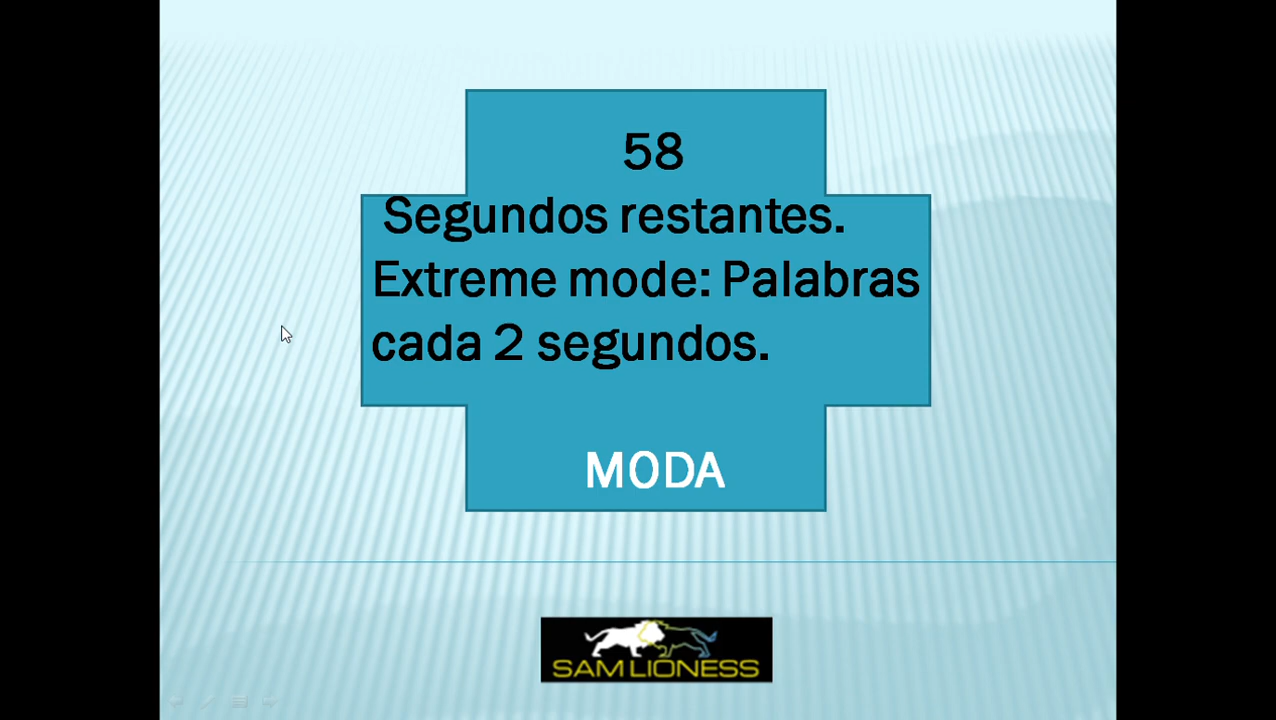 58
Segundos restantes.
Extreme mode: Palabras
cada 2 segundos.
MODA
SAM LIONESS